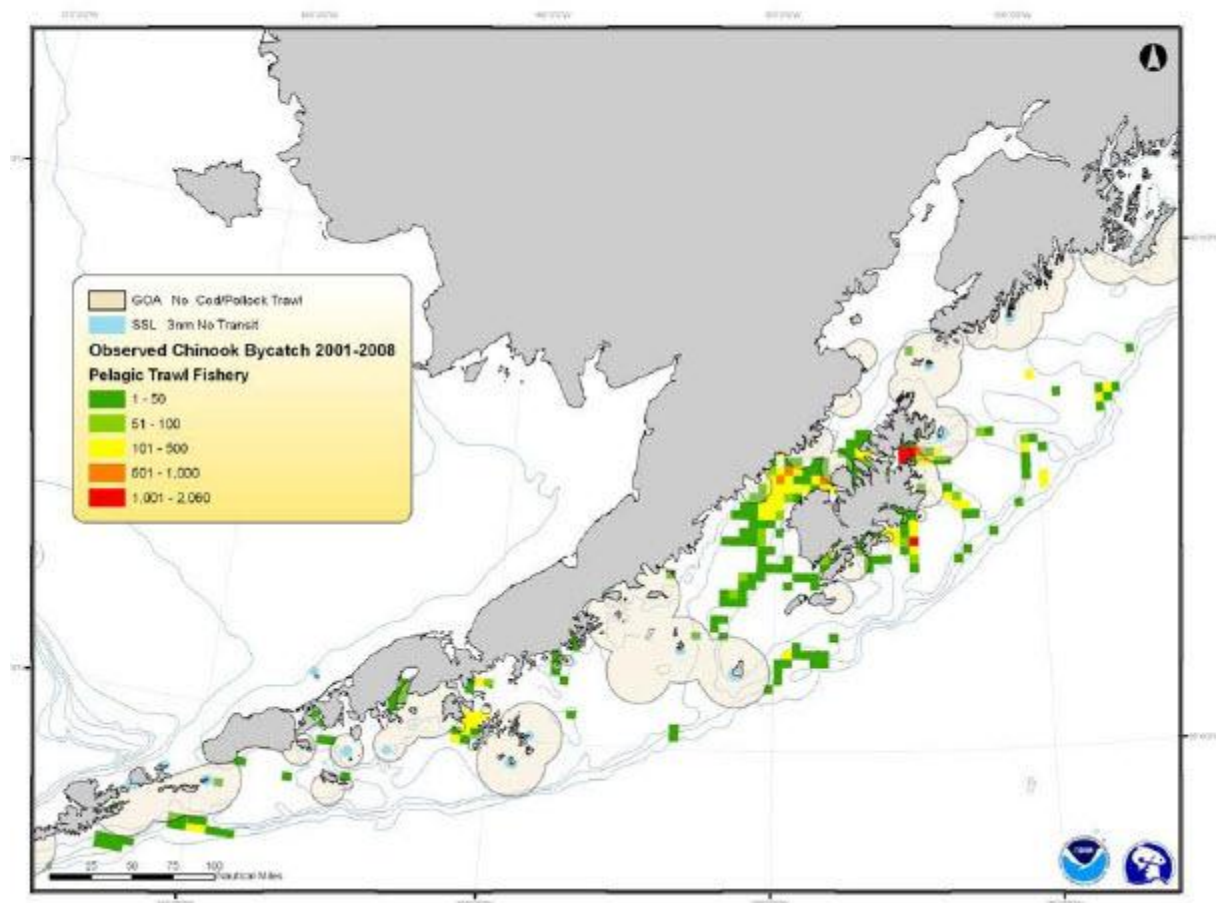 GOA No Cod/Pollock Trawl
SSL 3nm No Transit
Observed Chinook Bycatch 2001-2008
Pelagic Trawl Fishery
1 - 50
51 - 100
101 - 500
501 - 1,000
1,001 - 2,060
0 25 50 75 100
Nautical Miles